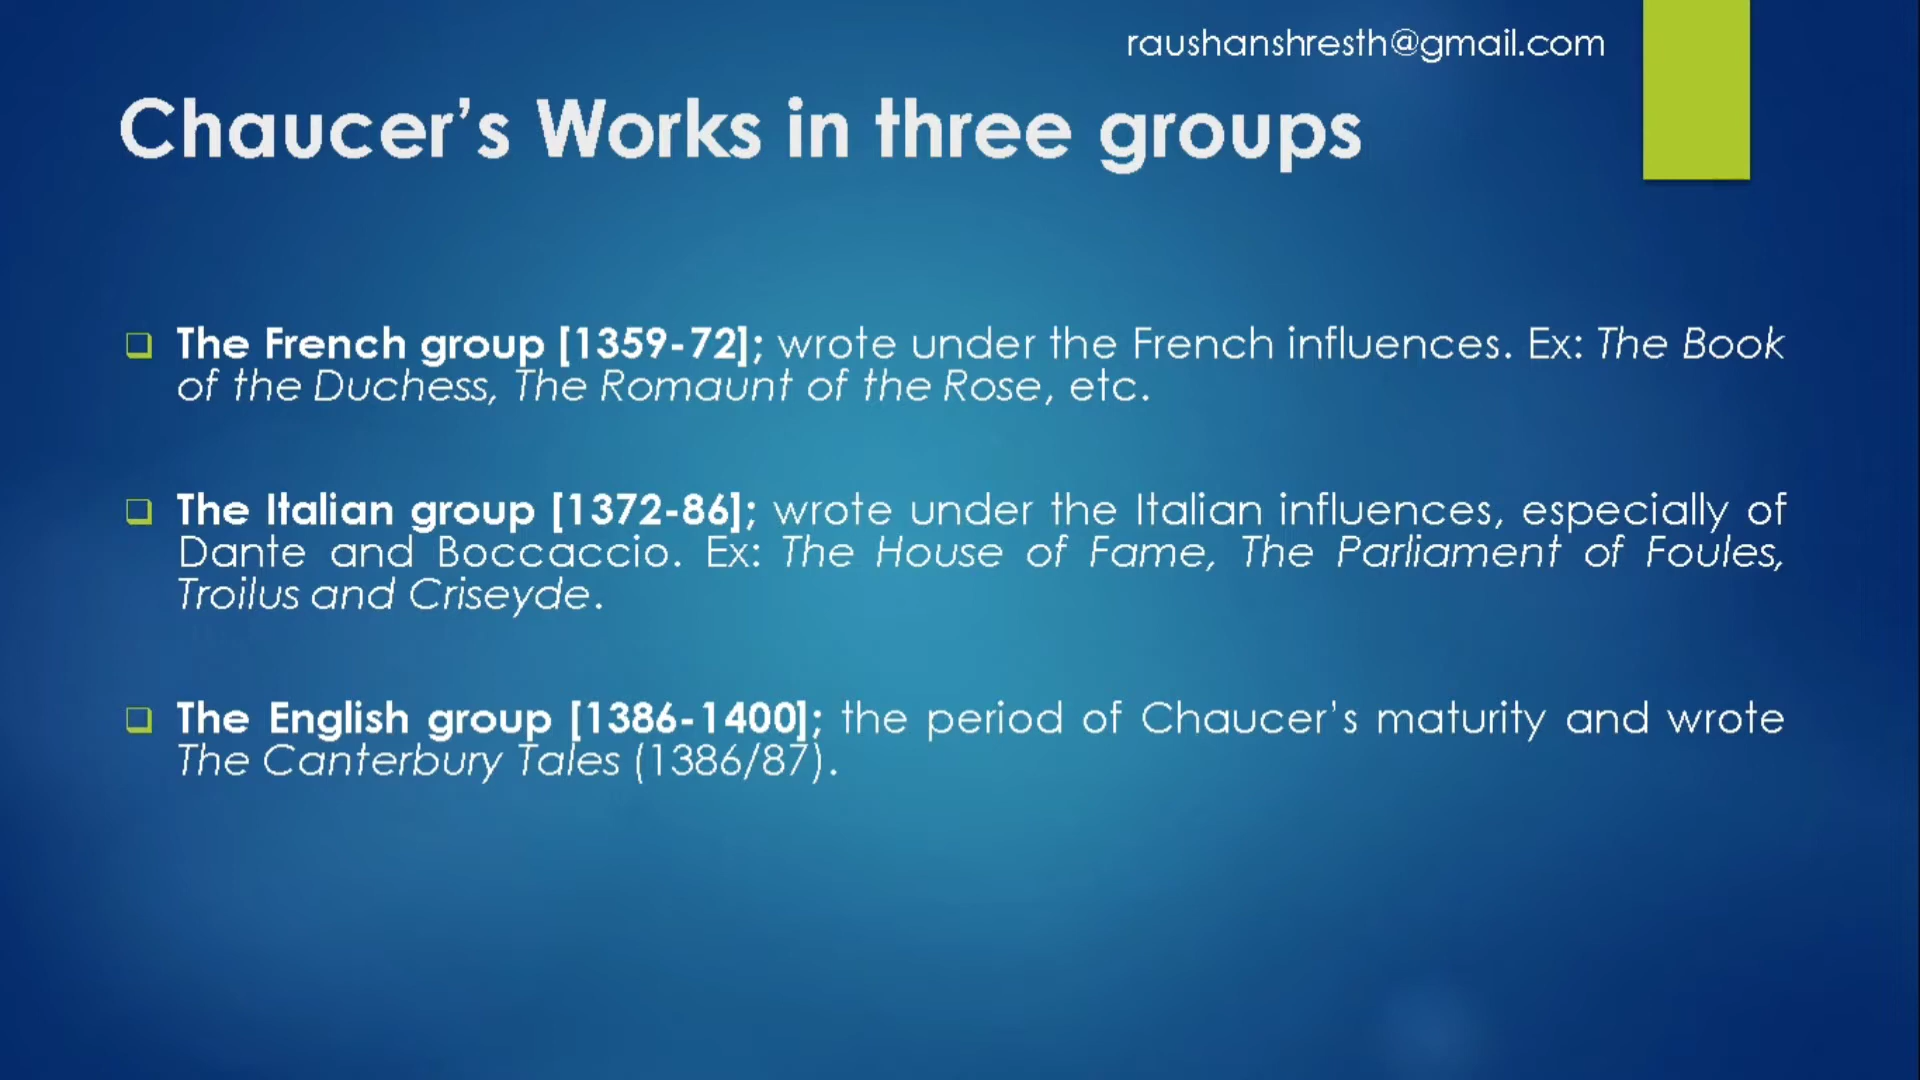 raushanshresth@gmail.com
Chaucer’s Works in three groups
❑ The French group [1359-72]; wrote under the French influences. Ex: The Book
of the Duchess, The Romaunt of the Rose, etc.
❑ The Italian group [1372-86]; wrote under the Italian influences, especially of
Dante and Boccaccio. Ex: The House of Fame, The Parliament of Foules,
Troilus and Criseyde.
❑ The English group [1386-1400]; the period of Chaucer’s maturity and wrote
The Canterbury Tales (1386/87).